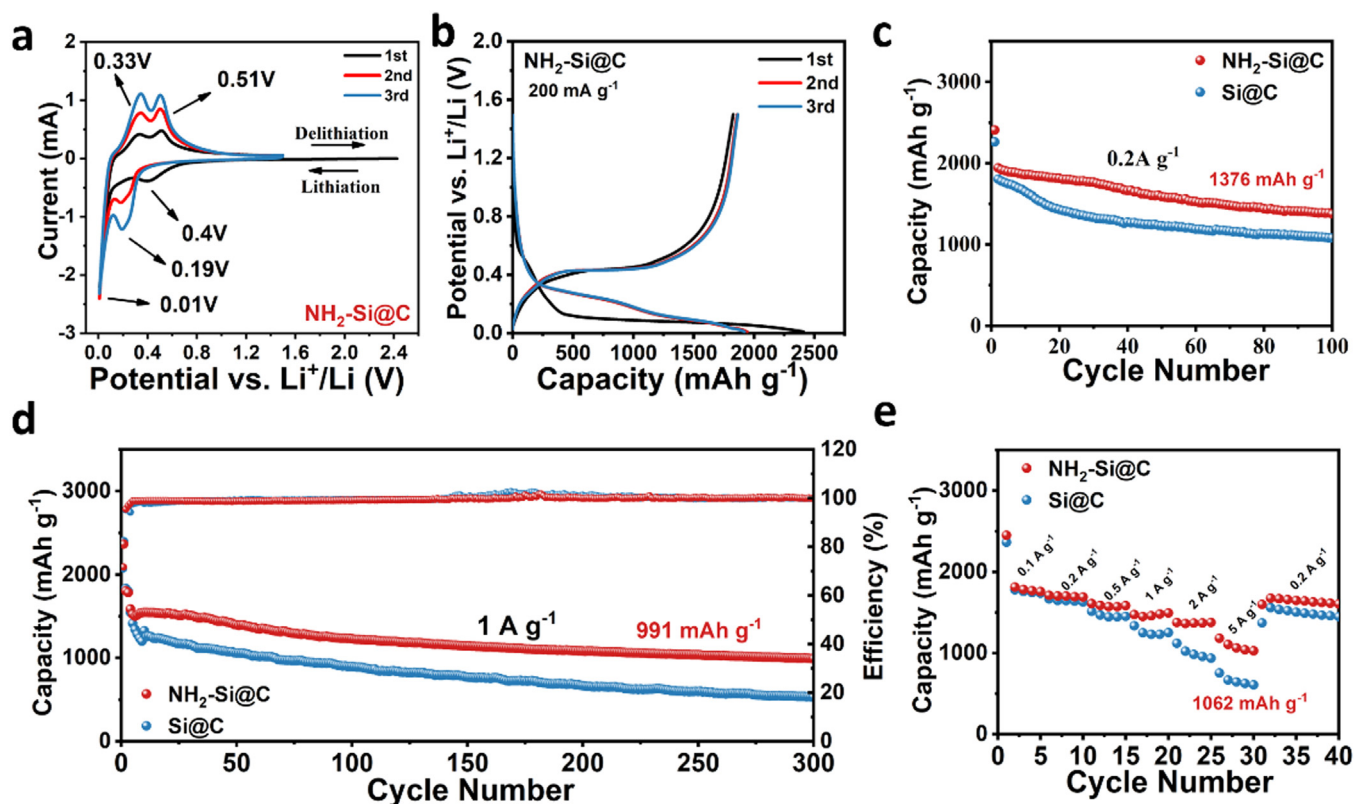 a
0.33V
0.51V
1st
2nd
3rd
Delithiation
Lithiation
0.4V
0.19V
0.01V
NH₂-Si@C
2
1
0
-1
-2
-3
Current (mA)
0.0 0.4 0.8 1.2 1.6 2.0 2.4
Potential vs. Li⁺/Li (V)
b
NH₂-Si@C
200 mA g⁻¹
1st
2nd
3rd
2.0
1.6
1.2
0.8
0.4
0.0
Potential vs. Li⁺/Li (V)
0 500 1000 1500 2000 2500
Capacity (mAh g⁻¹)
c
NH₂-Si@C
Si@C
0.2A g⁻¹
1376 mAh g⁻¹
3000
2000
1000
0
Capacity (mAh g⁻¹)
0 20 40 60 80 100
Cycle Number
d
1 A g⁻¹
991 mAh g⁻¹
NH₂-Si@C
Si@C
3000
2000
1000
0
Capacity (mAh g⁻¹)
120
100
80
60
40
20
0
Efficiency (%)
0 50 100 150 200 250 300
Cycle Number
e
NH₂-Si@C
Si@C
0.1 A g⁻¹
0.2 A g⁻¹
0.5 A g⁻¹
1 A g⁻¹
2 A g⁻¹
5 A g⁻¹
0.2 A g⁻¹
1062 mAh g⁻¹
3000
2000
1000
0
Capacity (mAh g⁻¹)
0 5 10 15 20 25 30 35 40
Cycle Number